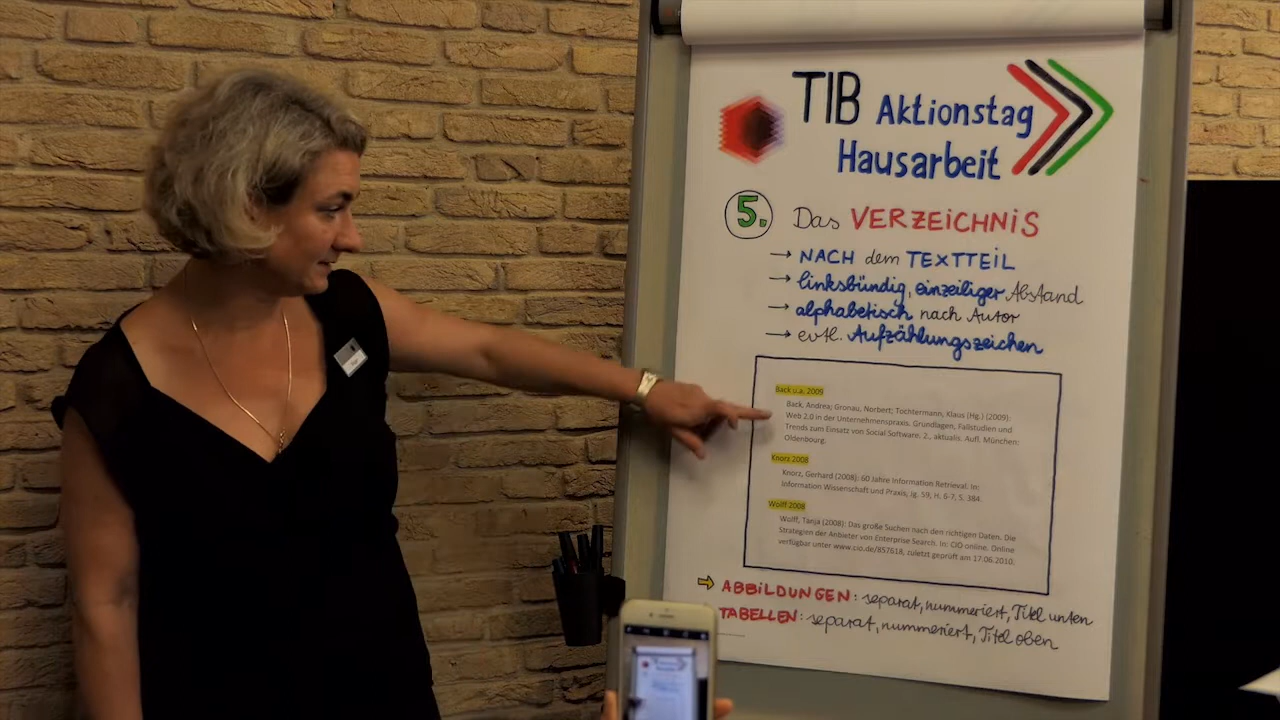 TIB Aktionstag
Hausarbeit
5. Das VERZEICHNIS
→ NACH dem TEXTTEIL
→ linksbündig, einzeiliger Abstand
→ alphabetisch nach Autor
→ evtl. Aufzählungszeichen
Back u.a. 2009
Back, Andrea; Gronau, Norbert; Tochtermann, Klaus (Hg.) (2009):
Web 2.0 in der Unternehmenspraxis. Grundlagen, Fallstudien und
Trends zum Einsatz von Social Software. 2., aktualis. Aufl. München:
Oldenbourg.
Knorz 2008
Knorz, Gerhard (2008): 60 Jahre Information Retrieval. In:
Information Wissenschaft und Praxis, Jg. 59, H. 6-7, S. 384.
Wolff 2008
Wolff, Tanja (2008): Das große Suchen nach den richtigen Daten. Die
Strategien der Anbieter von Enterprise Search. In: CIO online. Online
verfügbar unter www.cio.de/857618, zuletzt geprüft am 17.06.2010.
⇨ ABBILDUNGEN: separat, nummeriert, Titel unten
TABELLEN: separat, nummeriert, Titel oben